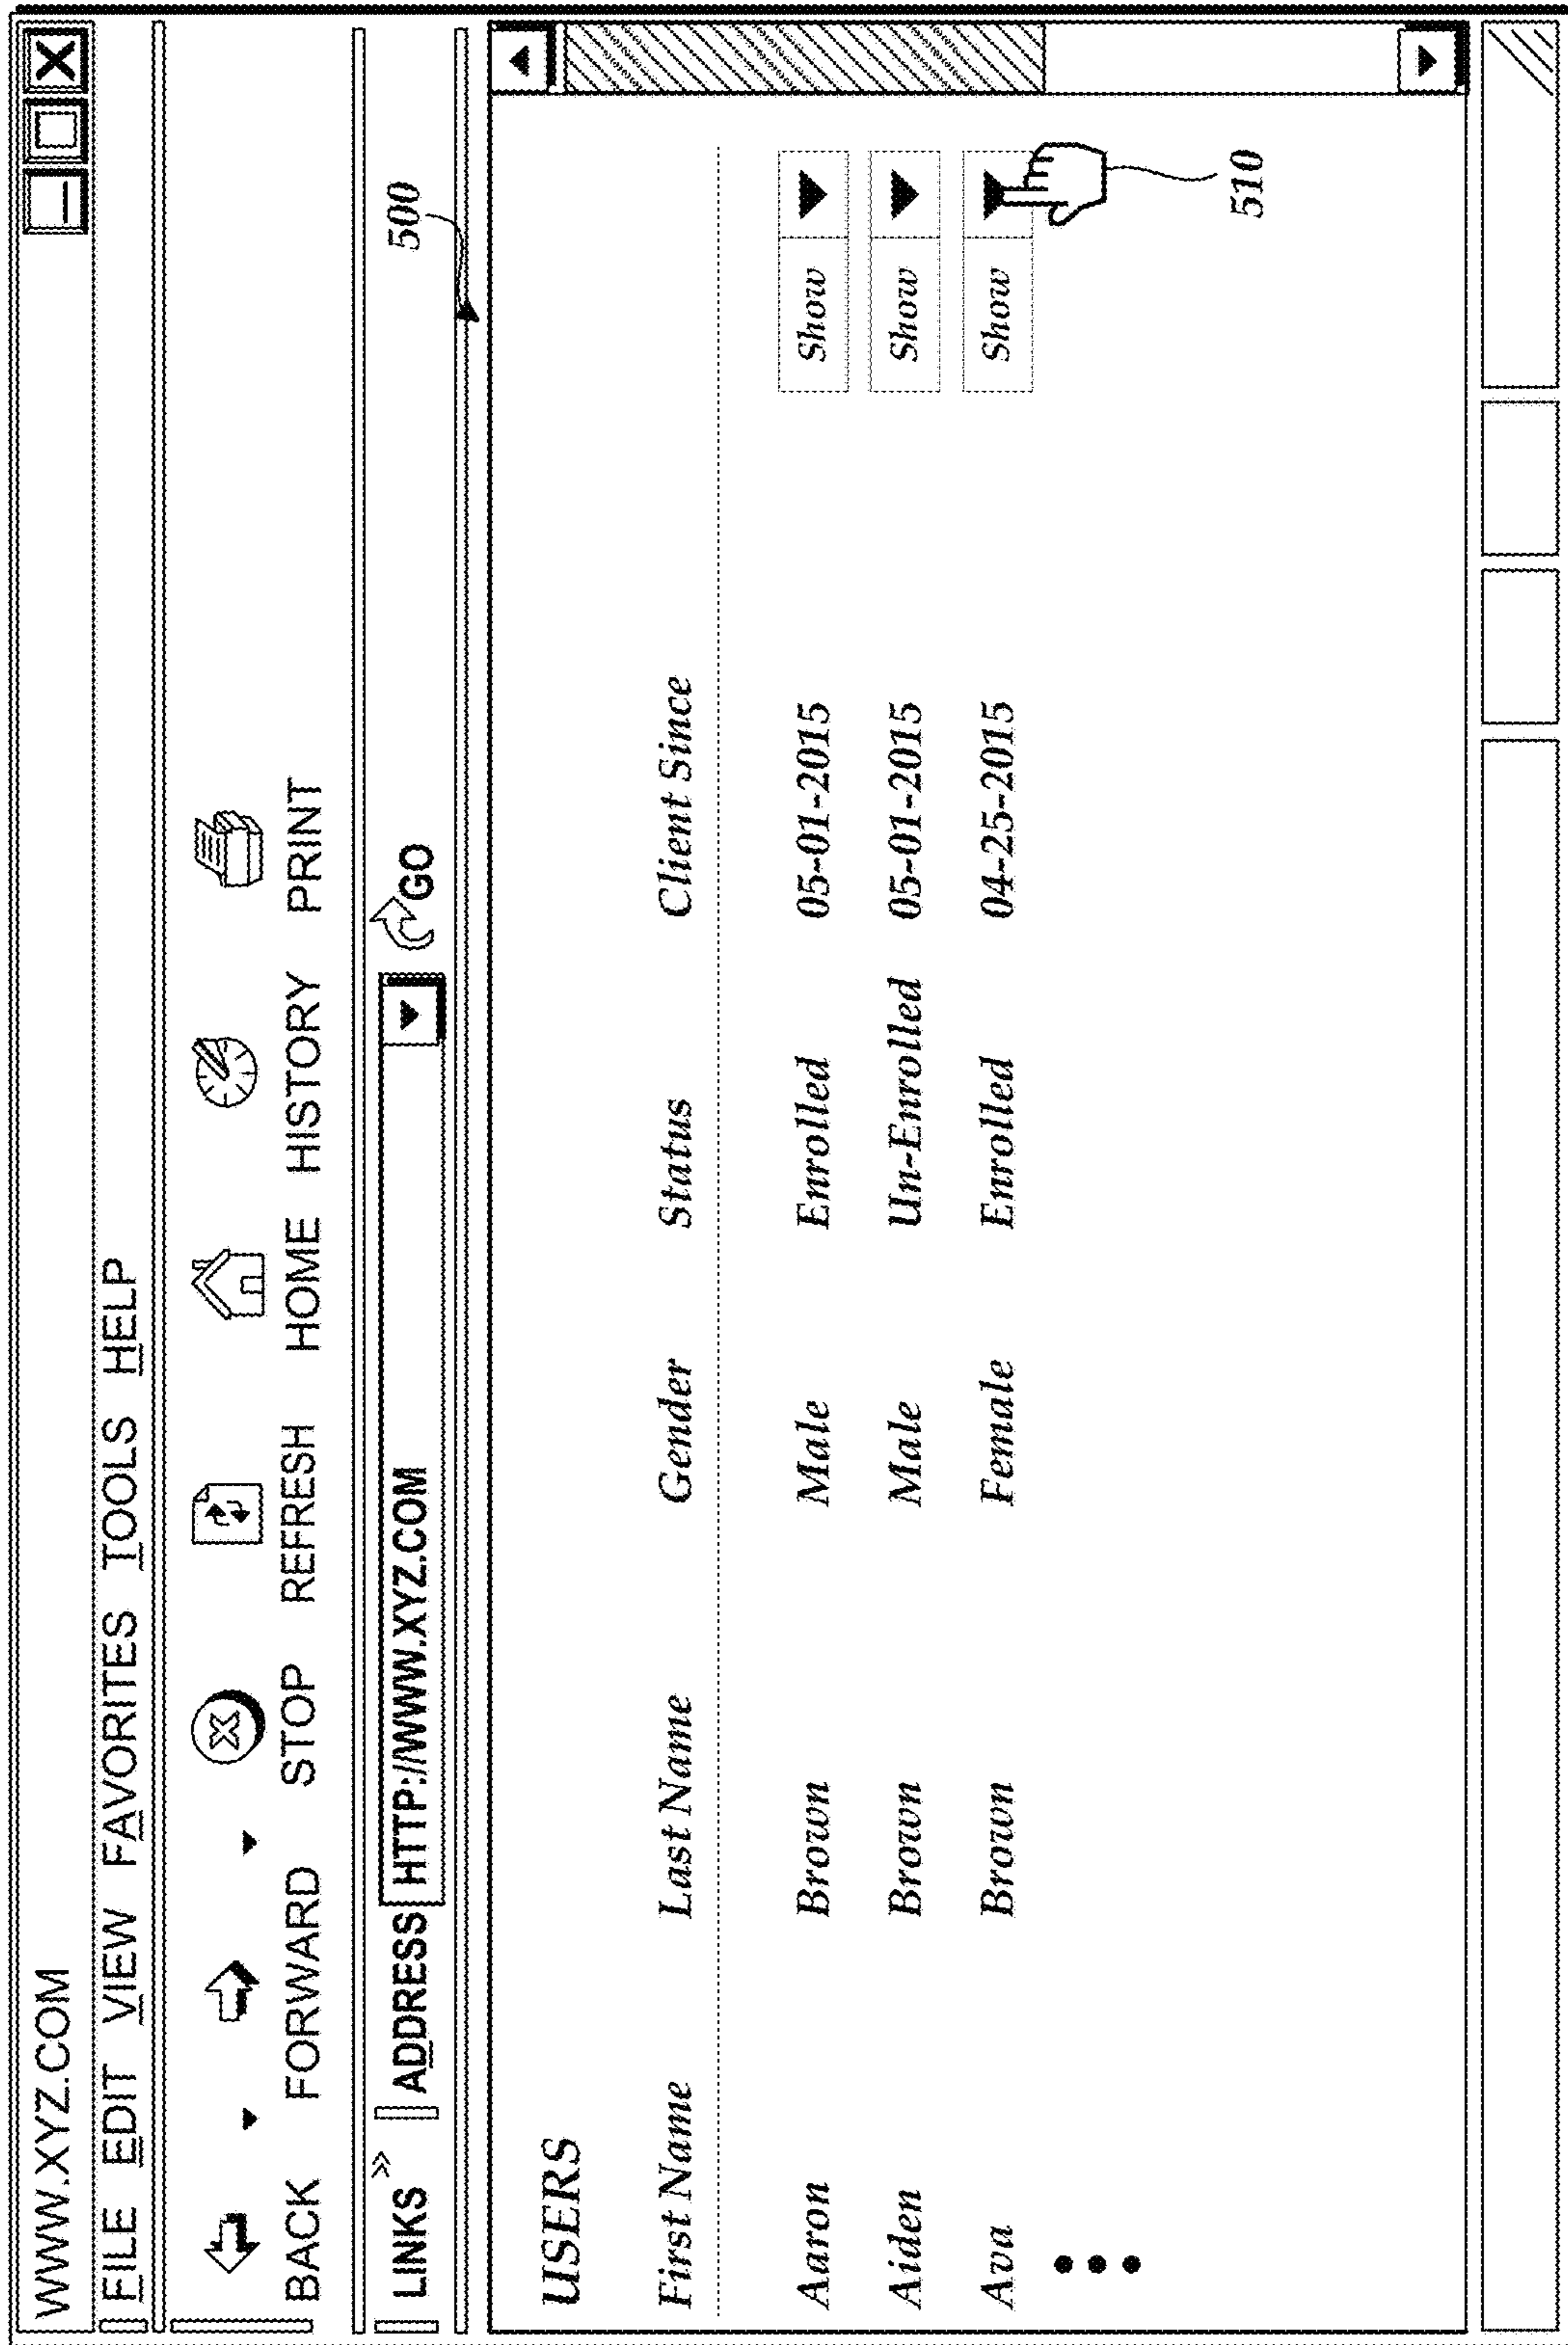 WWW.XYZ.COM
FILE EDIT VIEW FAVORITES TOOLS HELP
BACK FORWARD STOP REFRESH HOME HISTORY PRINT
LINKS » ADDRESS HTTP://WWW.XYZ.COM GO
500
USERS
First Name Last Name Gender Status Client Since
Aaron Brown Male Enrolled 05-01-2015 Show
Aiden Brown Male Un-Enrolled 05-01-2015 Show
Ava Brown Female Enrolled 04-25-2015 Show
510